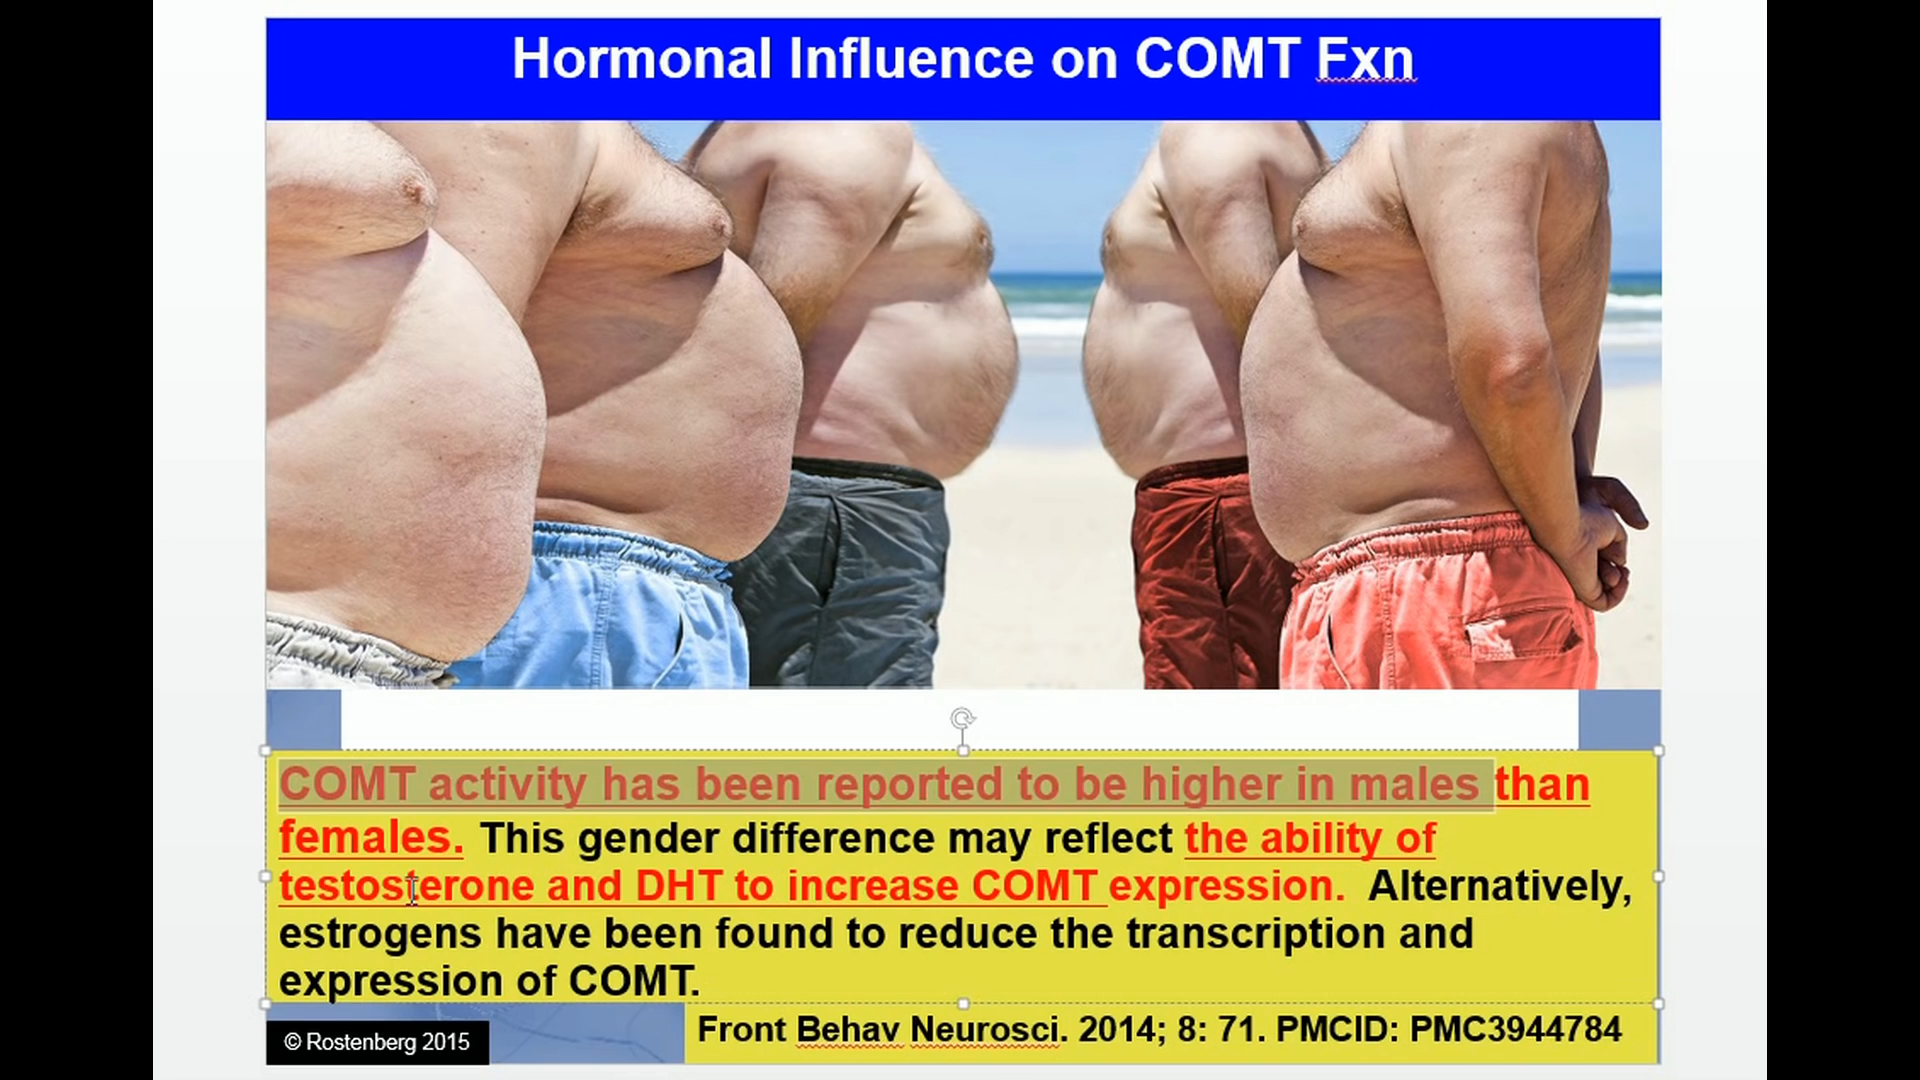 Hormonal Influence on COMT Fxn
COMT activity has been reported to be higher in males than
females. This gender difference may reflect the ability of
testosterone and DHT to increase COMT expression. Alternatively,
estrogens have been found to reduce the transcription and
expression of COMT.
© Rostenberg 2015
Front Behav Neurosci. 2014; 8: 71. PMCID: PMC3944784